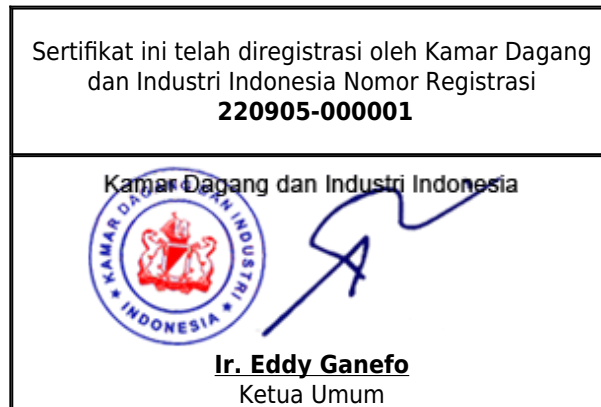 Sertifikat ini telah diregistrasi oleh Kamar Dagang
dan Industri Indonesia Nomor Registrasi
220905-000001
Kamar Dagang dan Industri Indonesia
KAMAR DAGANG DAN INDUSTRI
INDONESIA
Ir. Eddy Ganefo
Ketua Umum